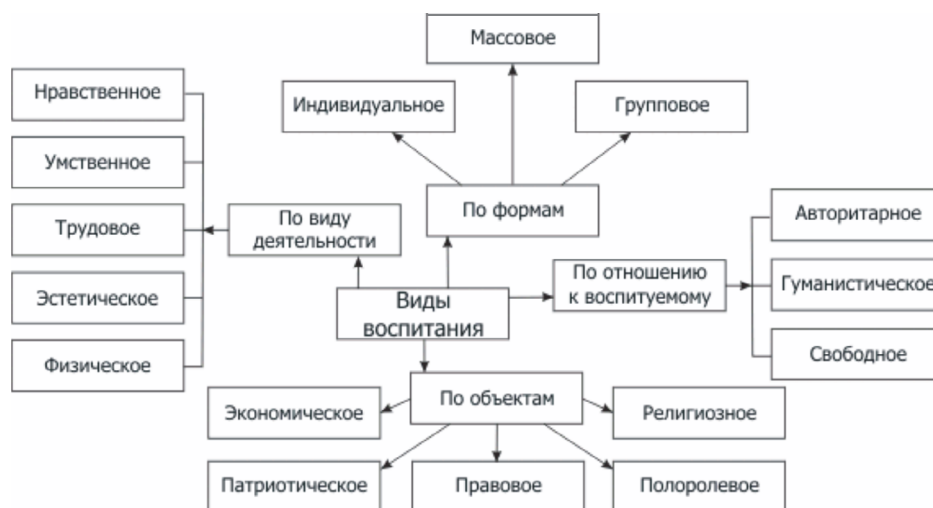 Массовое
Нравственное
Индивидуальное
Групповое
Умственное
По формам
Авторитарное
Трудовое
По виду
деятельности
По отношению
к воспитуемому
Гуманистическое
Эстетическое
Виды
воспитания
Свободное
Физическое
По объектам
Экономическое
Религиозное
Патриотическое
Правовое
Полоролевое